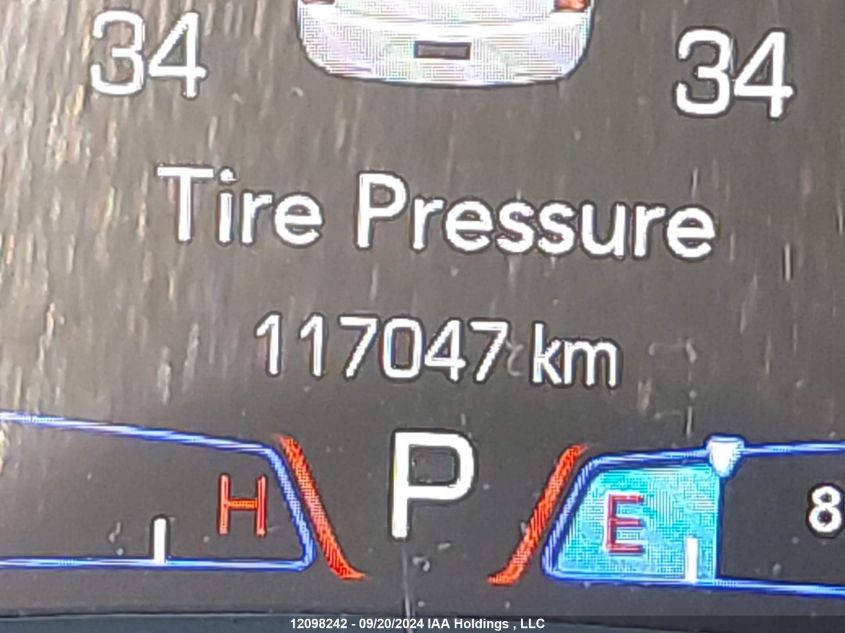 34 34
Tire Pressure
117047 km
P
H E 8
12098242 - 09/20/2024 IAA Holdings , LLC